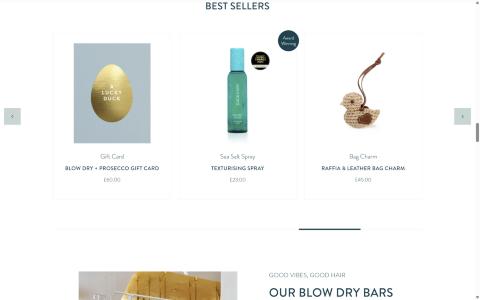 BEST SELLERS
Award
Winning
LUCKY
DUCK
Gift Card
Sea Salt Spray
Bag Charm
BLOW DRY + PROSECCO GIFT CARD
TEXTURISING SPRAY
RAFFIA & LEATHER BAG CHARM
£60.00
£23.00
£45.00
GOOD VIBES, GOOD HAIR
OUR BLOW DRY BARS